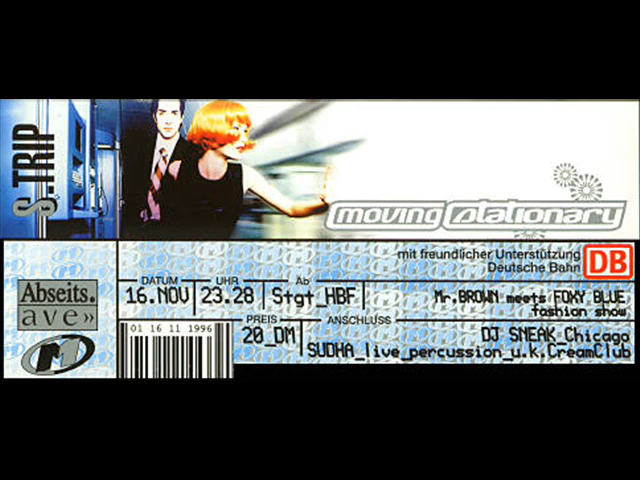 S.TRIP
moving stationary
mit freundlicher Unterstützung
Deutsche Bahn DB
Abseits.
ave»
M
DATUM UHR Ab
16.NOV 23.28 Stgt_HBF
Mr.BROWN meets FOXY BLUE
fashion show
01 16 11 1996
PREIS ANSCHLUSS
20_DM DJ SNEAK_Chicago
SUDHA_live_percussion_u.k.CreamClub